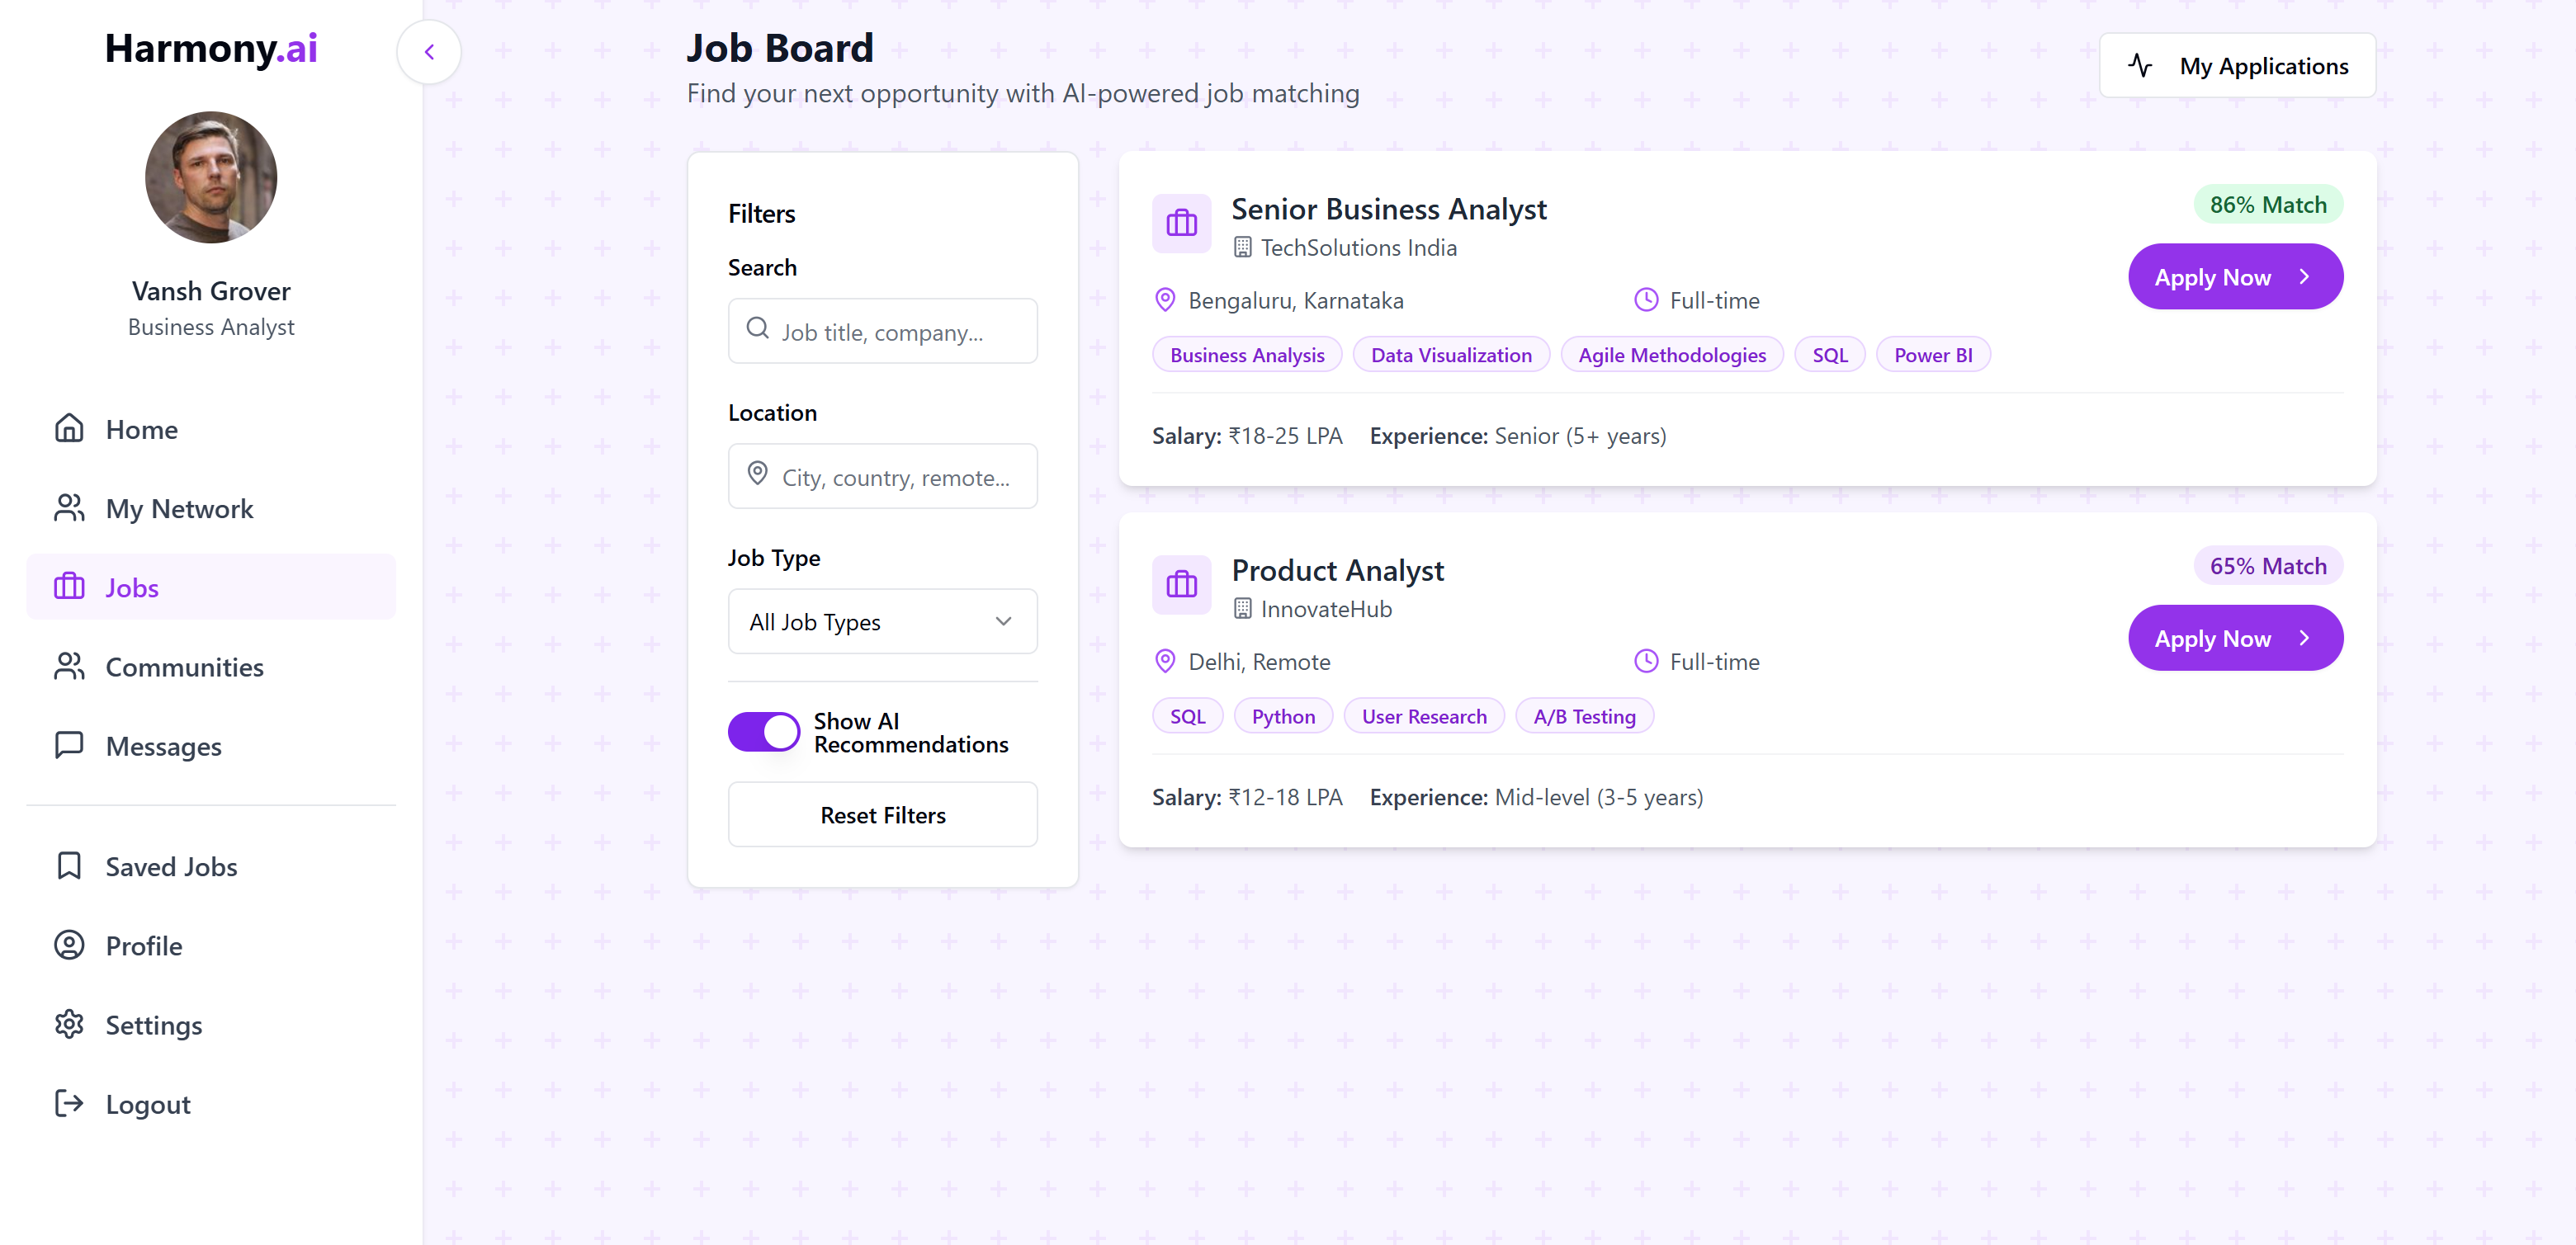 Harmony.ai
Vansh Grover
Business Analyst
Home
My Network
Jobs
Communities
Messages
Saved Jobs
Profile
Settings
Logout
Job Board
Find your next opportunity with AI-powered job matching
My Applications
Filters
Search
Job title, company...
Location
City, country, remote...
Job Type
All Job Types
Show AI
Recommendations
Reset Filters
Senior Business Analyst
86% Match
TechSolutions India
Apply Now
Bengaluru, Karnataka Full-time
Business Analysis Data Visualization Agile Methodologies SQL Power BI
Salary: ₹18-25 LPA Experience: Senior (5+ years)
Product Analyst
65% Match
InnovateHub
Apply Now
Delhi, Remote Full-time
SQL Python User Research A/B Testing
Salary: ₹12-18 LPA Experience: Mid-level (3-5 years)